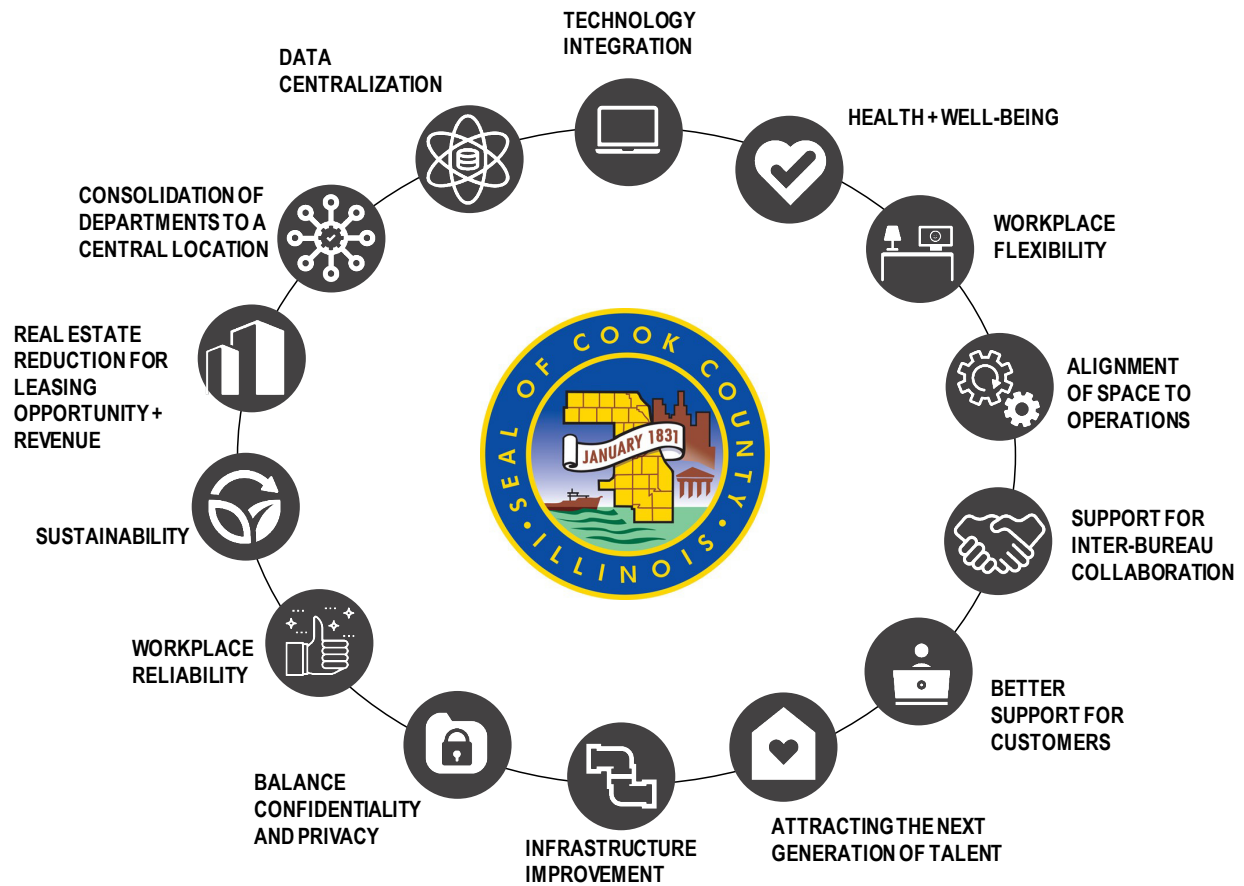 TECHNOLOGY
INTEGRATION
HEALTH + WELL-BEING
WORKPLACE
FLEXIBILITY
ALIGNMENT
OF SPACE TO
OPERATIONS
SUPPORT FOR
INTER-BUREAU
COLLABORATION
BETTER
SUPPORT FOR
CUSTOMERS
ATTRACTING THE NEXT
GENERATION OF TALENT
INFRASTRUCTURE
IMPROVEMENT
BALANCE
CONFIDENTIALITY
AND PRIVACY
WORKPLACE
RELIABILITY
SUSTAINABILITY
REAL ESTATE
REDUCTION FOR
LEASING
OPPORTUNITY +
REVENUE
CONSOLIDATION OF
DEPARTMENTS TO A
CENTRAL LOCATION
DATA
CENTRALIZATION
SEAL OF COOK COUNTY
• ILLINOIS •
JANUARY 1831